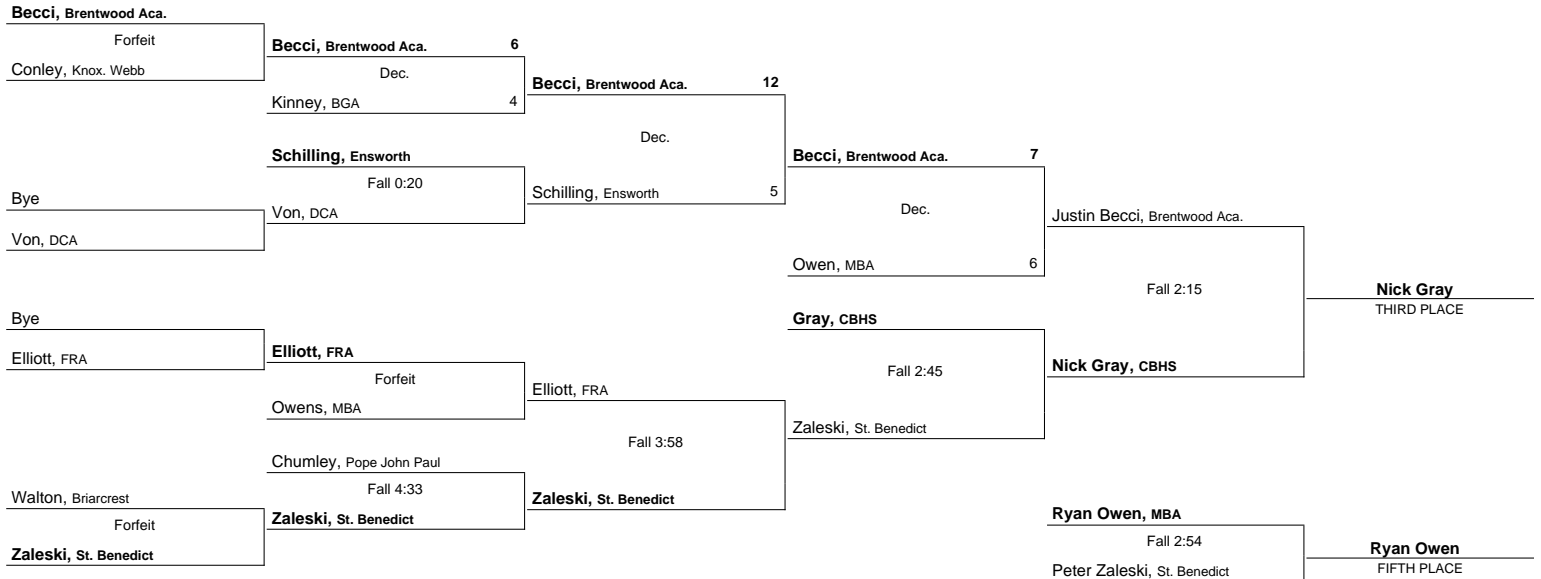 Becci, Brentwood Aca.
Forfeit
Conley, Knox. Webb
Bye
Von, DCA
Bye
Elliott, FRA
Walton, Briarcrest
Forfeit
Zaleski, St. Benedict
Becci, Brentwood Aca. 6
Dec.
Kinney, BGA 4
Schilling, Ensworth
Fall 0:20
Von, DCA
Elliott, FRA
Forfeit
Owens, MBA
Chumley, Pope John Paul
Fall 4:33
Zaleski, St. Benedict
Becci, Brentwood Aca. 12
Dec.
Schilling, Ensworth 5
Elliott, FRA
Fall 3:58
Zaleski, St. Benedict
Becci, Brentwood Aca. 7
Dec.
Owen, MBA 6
Gray, CBHS
Fall 2:45
Zaleski, St. Benedict
Justin Becci, Brentwood Aca.
Fall 2:15
Nick Gray, CBHS
Nick Gray
THIRD PLACE
Ryan Owen, MBA
Fall 2:54
Peter Zaleski, St. Benedict
Ryan Owen
FIFTH PLACE